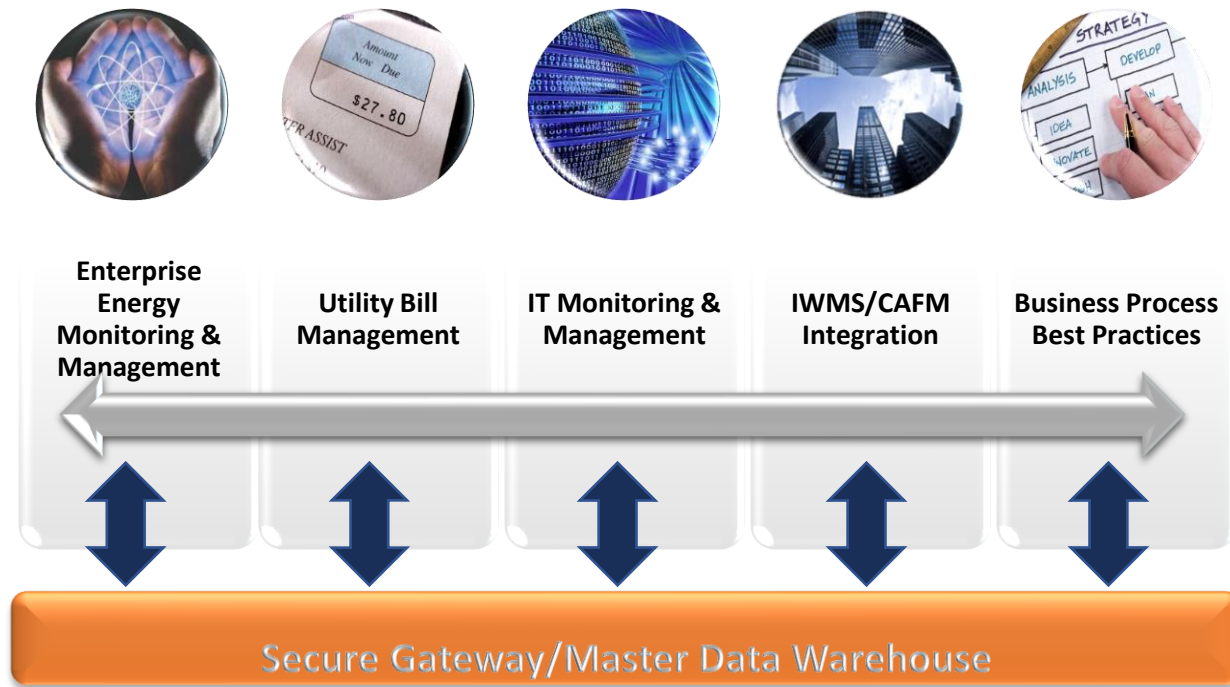 Amount
Now Due
$27.80
ASSIST
STRATEGY
ANALYSIS
DEVELOP
IDEA
Enterprise
Energy
Monitoring &
Management
Utility Bill
Management
IT Monitoring &
Management
IWMS/CAFM
Integration
Business Process
Best Practices
Secure Gateway/Master Data Warehouse